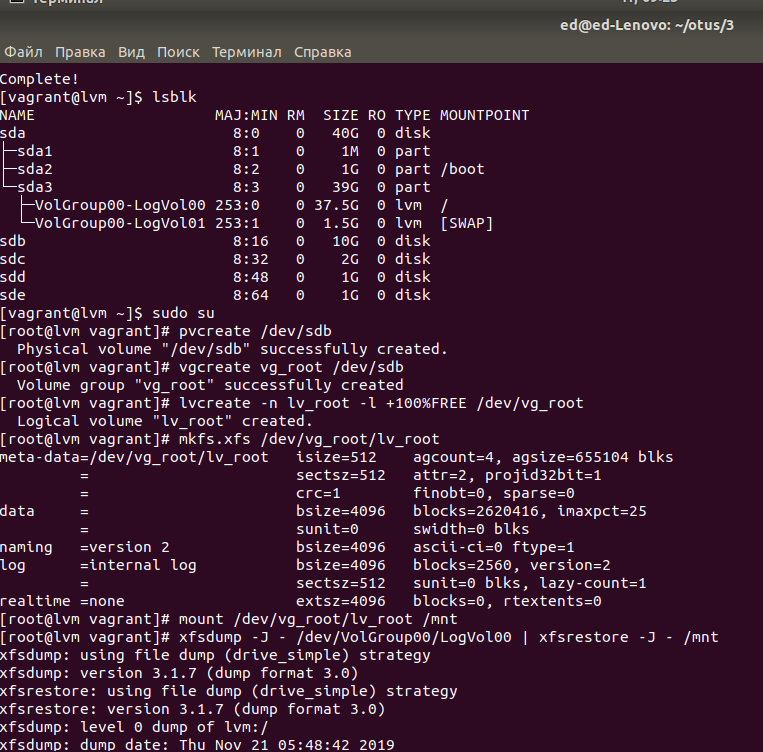 Терминал
ed@ed-Lenovo: ~/otus/3
Файл Правка Вид Поиск Терминал Справка
Complete!
[vagrant@lvm ~]$ lsblk
NAME                    MAJ:MIN RM  SIZE RO TYPE MOUNTPOINT
sda                       8:0    0   40G  0 disk
├─sda1                    8:1    0    1M  0 part
├─sda2                    8:2    0    1G  0 part /boot
└─sda3                    8:3    0   39G  0 part
  ├─VolGroup00-LogVol00 253:0    0 37.5G  0 lvm  /
  └─VolGroup00-LogVol01 253:1    0  1.5G  0 lvm  [SWAP]
sdb                       8:16   0   10G  0 disk
sdc                       8:32   0    2G  0 disk
sdd                       8:48   0    1G  0 disk
sde                       8:64   0    1G  0 disk
[vagrant@lvm ~]$ sudo su
[root@lvm vagrant]# pvcreate /dev/sdb
  Physical volume "/dev/sdb" successfully created.
[root@lvm vagrant]# vgcreate vg_root /dev/sdb
  Volume group "vg_root" successfully created
[root@lvm vagrant]# lvcreate -n lv_root -l +100%FREE /dev/vg_root
  Logical volume "lv_root" created.
[root@lvm vagrant]# mkfs.xfs /dev/vg_root/lv_root
meta-data=/dev/vg_root/lv_root   isize=512    agcount=4, agsize=655104 blks
         =                       sectsz=512   attr=2, projid32bit=1
         =                       crc=1        finobt=0, sparse=0
data     =                       bsize=4096   blocks=2620416, imaxpct=25
         =                       sunit=0      swidth=0 blks
naming   =version 2              bsize=4096   ascii-ci=0 ftype=1
log      =internal log           bsize=4096   blocks=2560, version=2
         =                       sectsz=512   sunit=0 blks, lazy-count=1
realtime =none                   extsz=4096   blocks=0, rtextents=0
[root@lvm vagrant]# mount /dev/vg_root/lv_root /mnt
[root@lvm vagrant]# xfsdump -J - /dev/VolGroup00/LogVol00 | xfsrestore -J - /mnt
xfsdump: using file dump (drive_simple) strategy
xfsdump: version 3.1.7 (dump format 3.0)
xfsrestore: using file dump (drive_simple) strategy
xfsrestore: version 3.1.7 (dump format 3.0)
xfsdump: level 0 dump of lvm:/
xfsdump: dump date: Thu Nov 21 05:48:42 2019